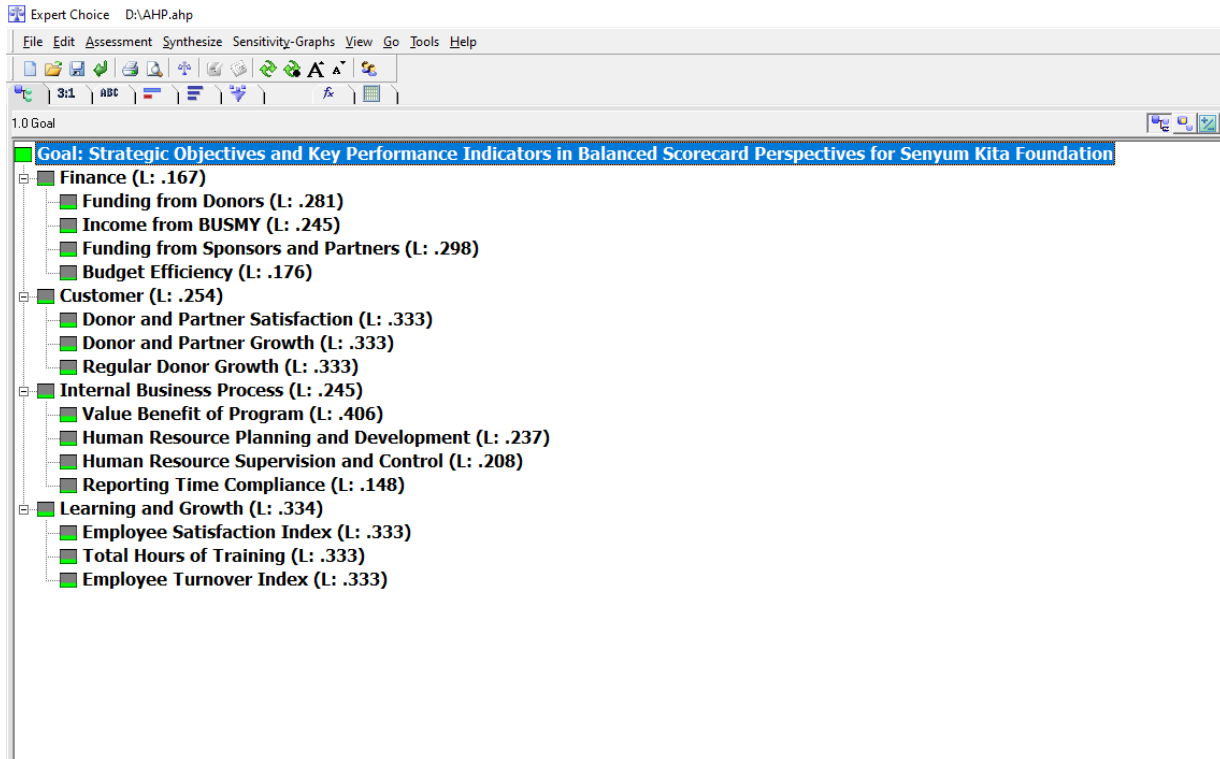 Expert Choice D:\AHP.ahp
File Edit Assessment Synthesize Sensitivity-Graphs View Go Tools Help
A A
3:1 ABC fx
1.0 Goal
Goal: Strategic Objectives and Key Performance Indicators in Balanced Scorecard Perspectives for Senyum Kita Foundation
Finance (L: .167)
Funding from Donors (L: .281)
Income from BUSMY (L: .245)
Funding from Sponsors and Partners (L: .298)
Budget Efficiency (L: .176)
Customer (L: .254)
Donor and Partner Satisfaction (L: .333)
Donor and Partner Growth (L: .333)
Regular Donor Growth (L: .333)
Internal Business Process (L: .245)
Value Benefit of Program (L: .406)
Human Resource Planning and Development (L: .237)
Human Resource Supervision and Control (L: .208)
Reporting Time Compliance (L: .148)
Learning and Growth (L: .334)
Employee Satisfaction Index (L: .333)
Total Hours of Training (L: .333)
Employee Turnover Index (L: .333)